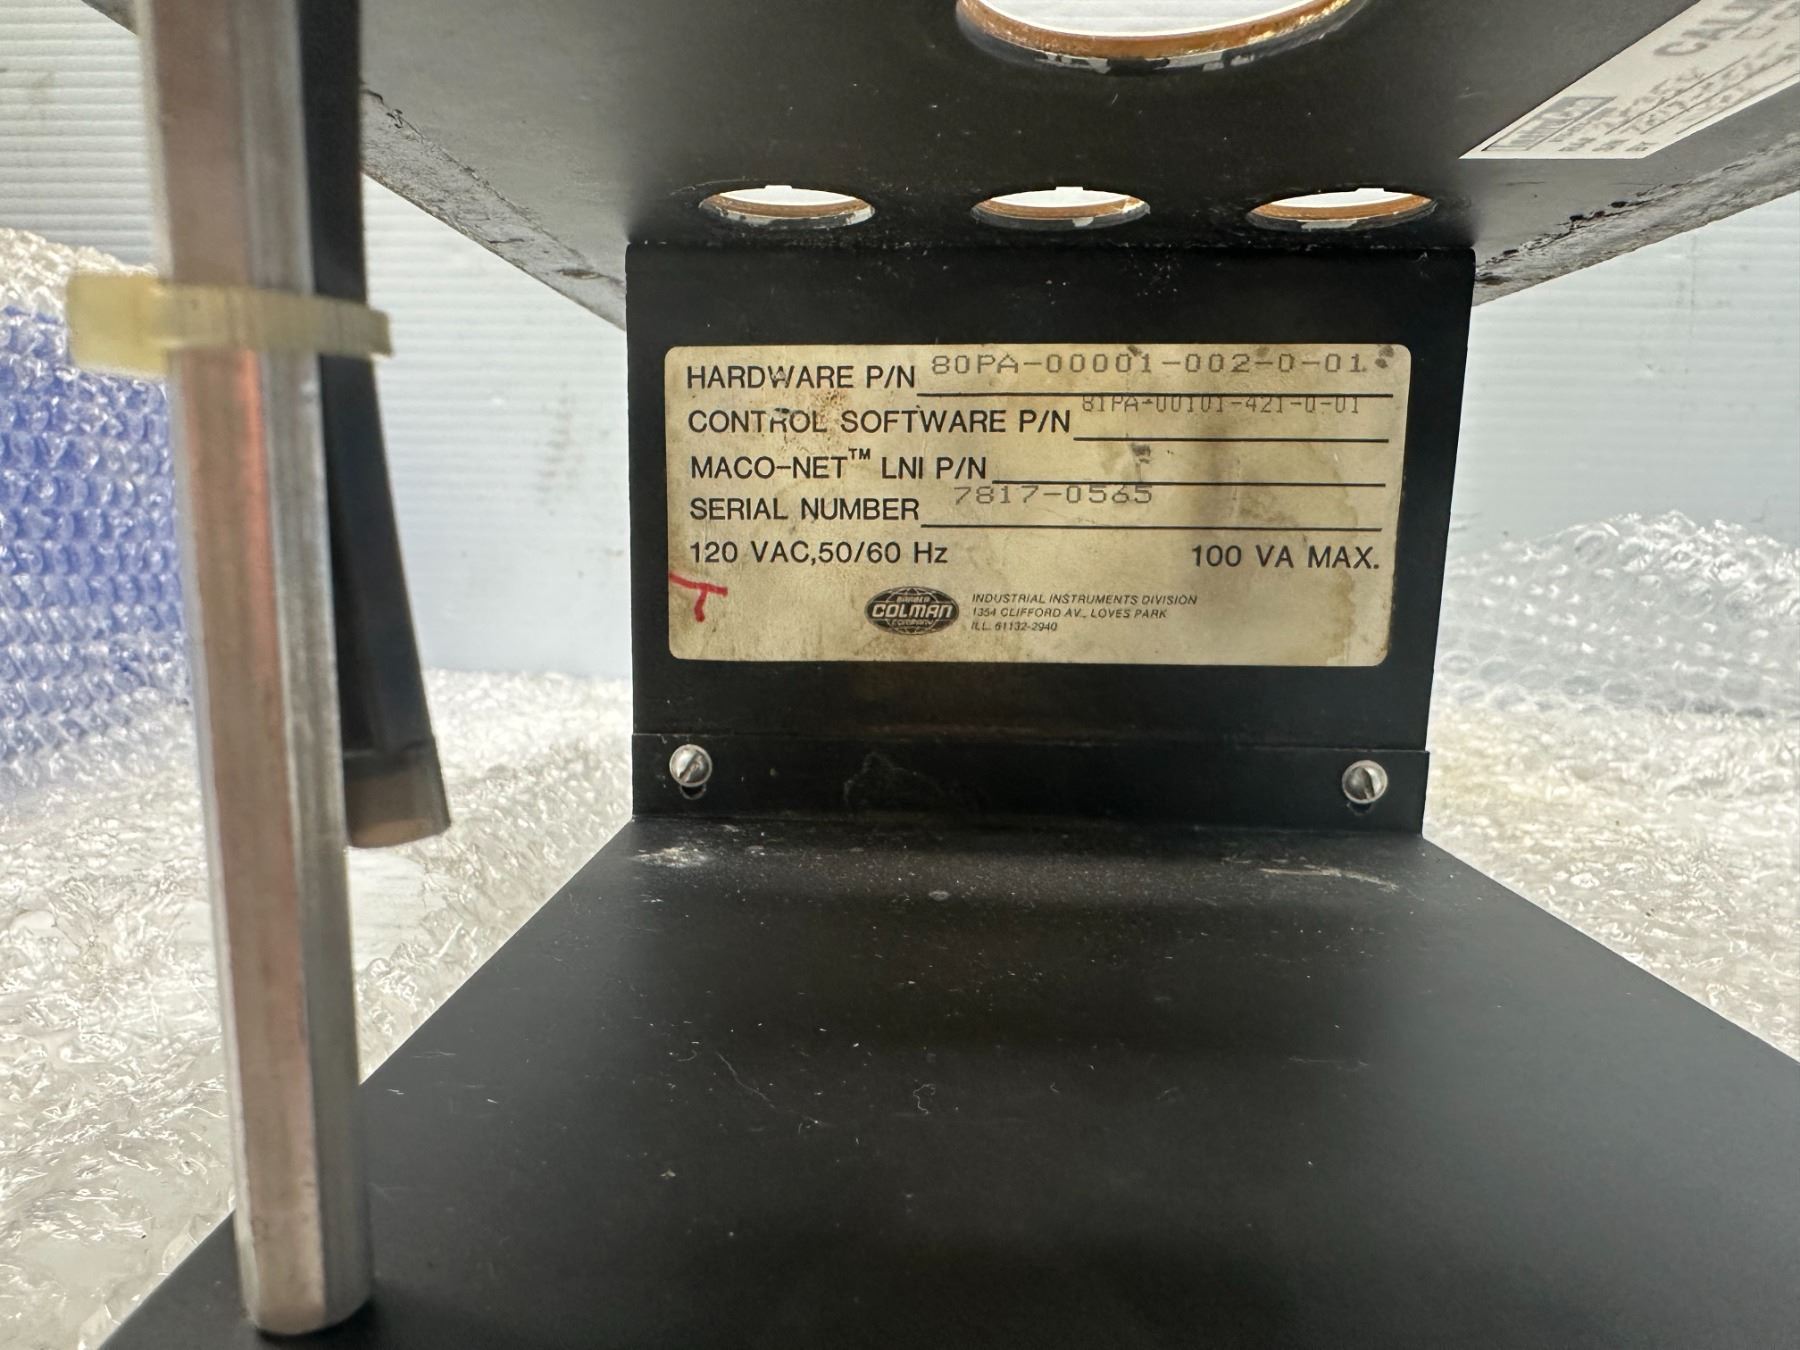 HARDWARE P/N 80PA-00001-002-0-01
CONTROL SOFTWARE P/N 81PA-00101-421-0-01
MACO-NET™ LNI P/N
SERIAL NUMBER 7817-0565
120 VAC,50/60 Hz 100 VA MAX.
T
BARBER
COLMAN
COMPANY
INDUSTRIAL INSTRUMENTS DIVISION
1354 CLIFFORD AV., LOVES PARK
ILL. 61132-2940